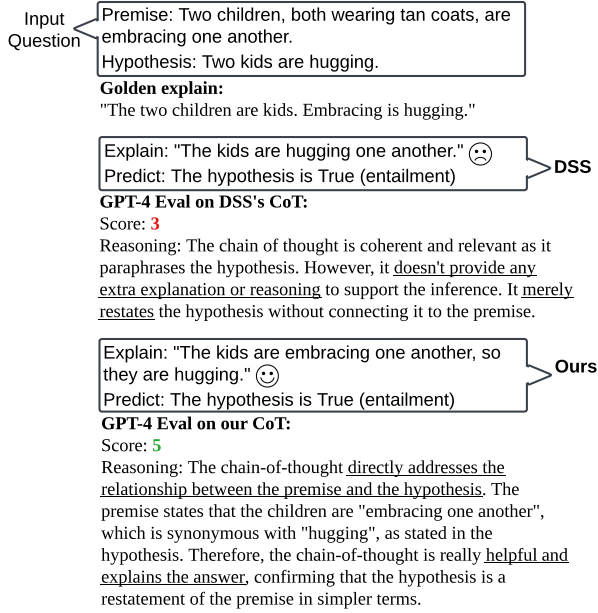 Input
Question
Premise: Two children, both wearing tan coats, are
embracing one another.
Hypothesis: Two kids are hugging.
Golden explain:
"The two children are kids. Embracing is hugging."
Explain: "The kids are hugging one another."
Predict: The hypothesis is True (entailment)
DSS
GPT-4 Eval on DSS's CoT:
Score: 3
Reasoning: The chain of thought is coherent and relevant as it
paraphrases the hypothesis. However, it doesn't provide any
extra explanation or reasoning to support the inference. It merely
restates the hypothesis without connecting it to the premise.
Explain: "The kids are embracing one another, so
they are hugging."
Predict: The hypothesis is True (entailment)
Ours
GPT-4 Eval on our CoT:
Score: 5
Reasoning: The chain-of-thought directly addresses the
relationship between the premise and the hypothesis. The
premise states that the children are "embracing one another",
which is synonymous with "hugging", as stated in the
hypothesis. Therefore, the chain-of-thought is really helpful and
explains the answer, confirming that the hypothesis is a
restatement of the premise in simpler terms.